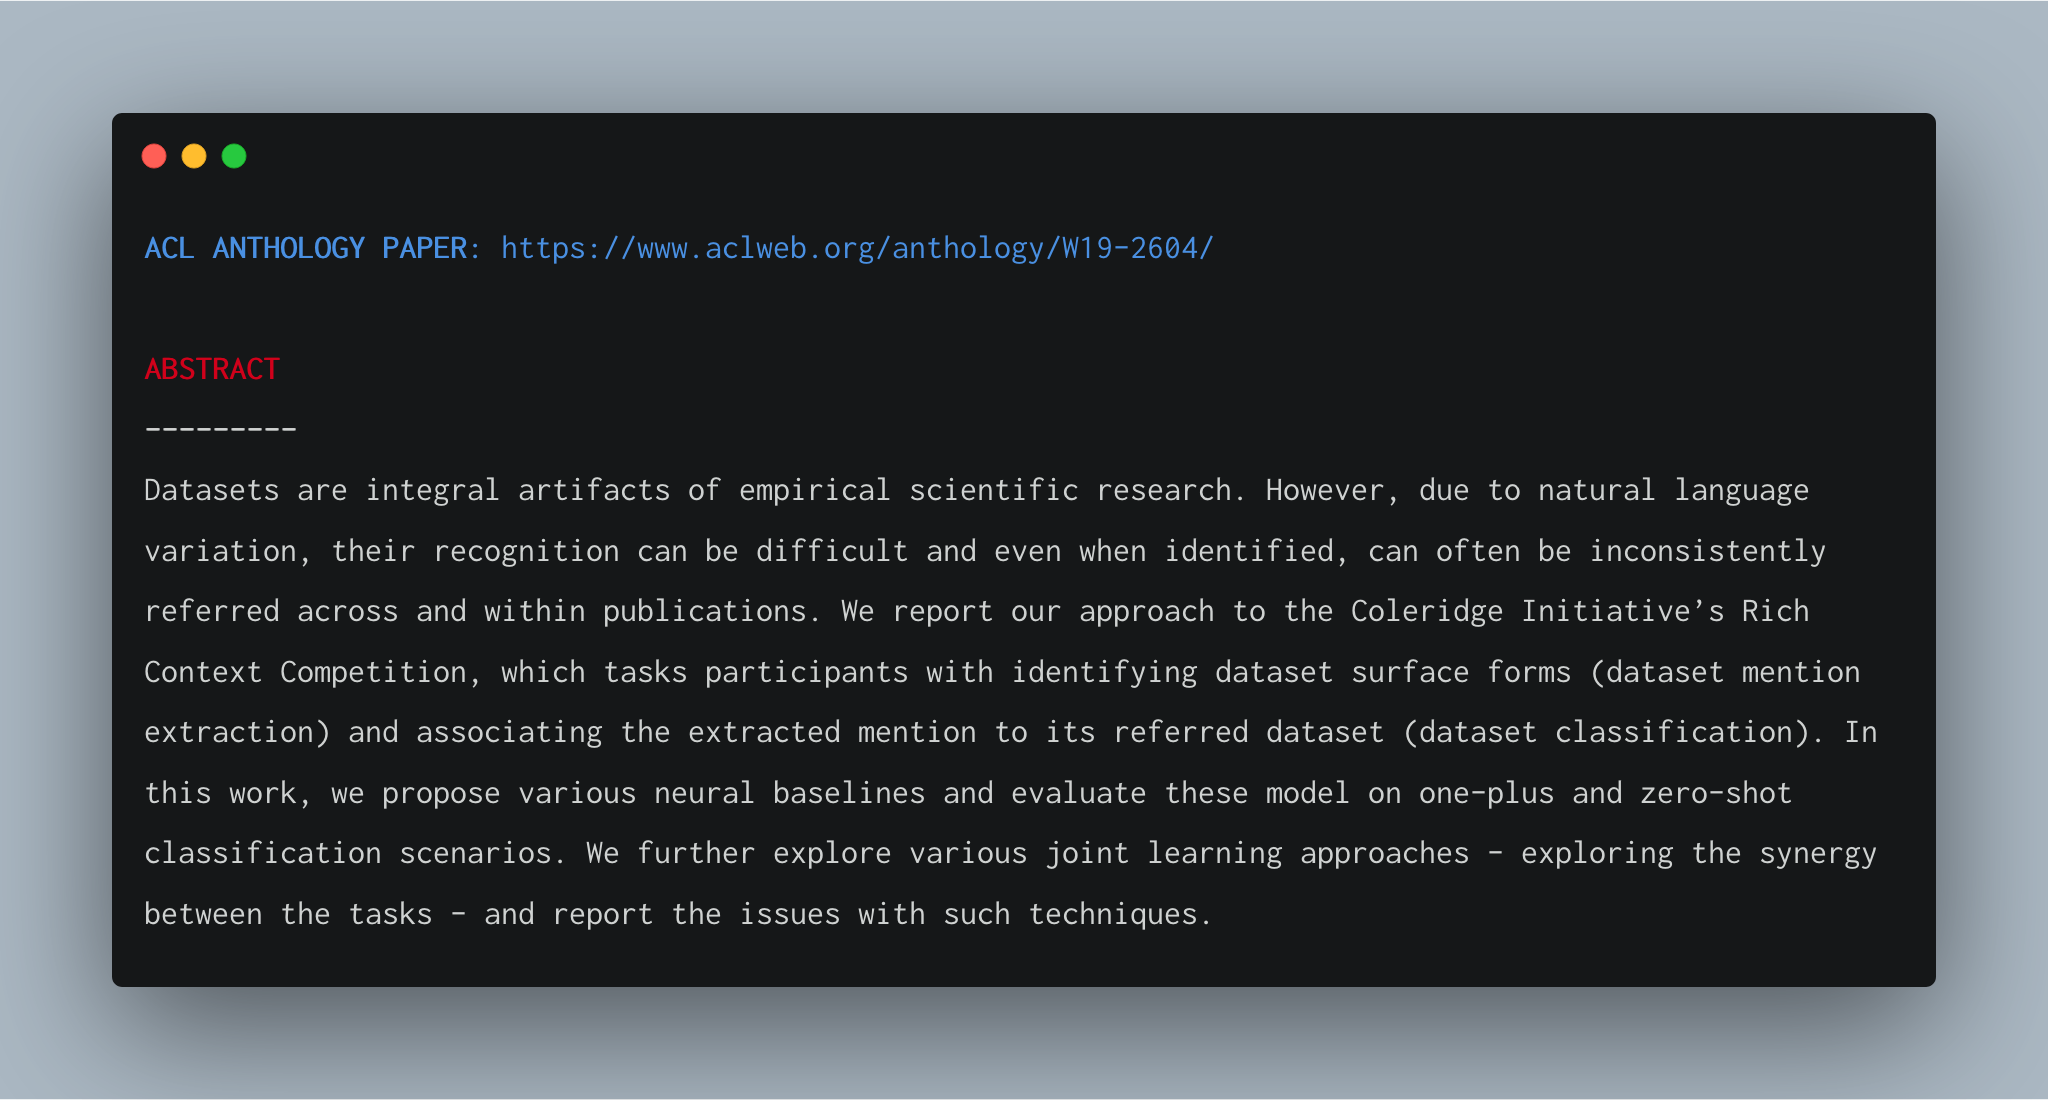 ACL ANTHOLOGY PAPER: https://www.aclweb.org/anthology/W19-2604/
ABSTRACT
---------
Datasets are integral artifacts of empirical scientific research. However, due to natural language
variation, their recognition can be difficult and even when identified, can often be inconsistently
referred across and within publications. We report our approach to the Coleridge Initiative’s Rich
Context Competition, which tasks participants with identifying dataset surface forms (dataset mention
extraction) and associating the extracted mention to its referred dataset (dataset classification). In
this work, we propose various neural baselines and evaluate these model on one-plus and zero-shot
classification scenarios. We further explore various joint learning approaches - exploring the synergy
between the tasks - and report the issues with such techniques.